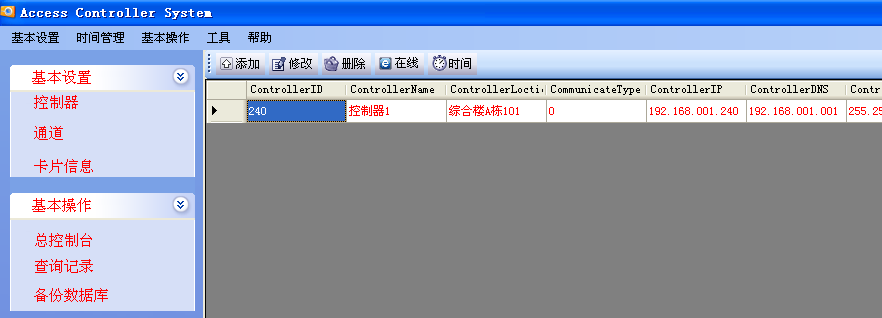 Access Controller System
基本设置 时间管理 基本操作 工具 帮助
添加 修改 删除 在线 时间
基本设置
控制器
通道
卡片信息
基本操作
总控制台
查询记录
备份数据库
ControllerID ControllerName ControllerLoctio CommunicateType ControllerIP ControllerDNS Contr
240 控制器1 综合楼A栋101 0 192.168.001.240 192.168.001.001 255.25